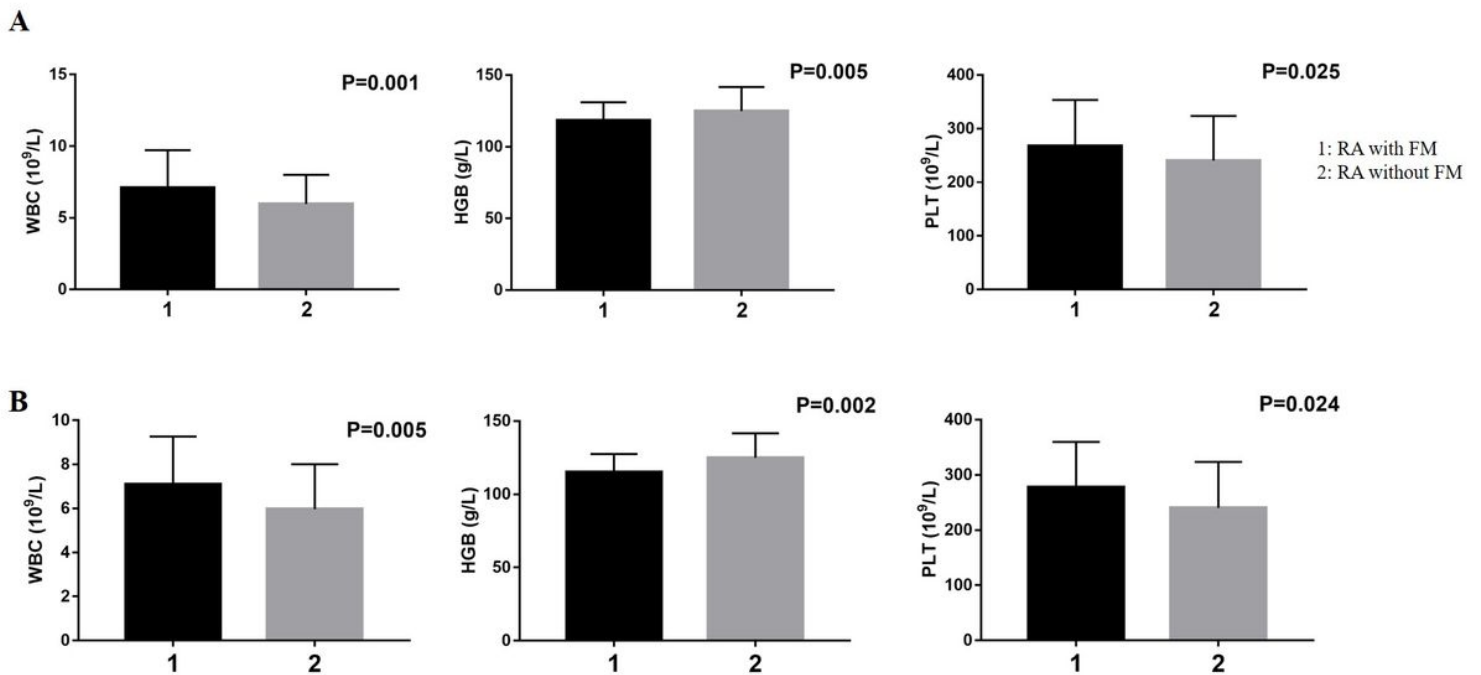 A
P=0.001
WBC (10⁹/L)
15
10
5
0
1
2
P=0.005
HGB (g/L)
150
100
50
0
1
2
P=0.025
PLT (10⁹/L)
400
300
200
100
0
1
2
1: RA with FM
2: RA without FM
B
P=0.005
WBC (10⁹/L)
10
8
6
4
2
0
1
2
P=0.002
HGB (g/L)
150
100
50
0
1
2
P=0.024
PLT (10⁹/L)
400
300
200
100
0
1
2